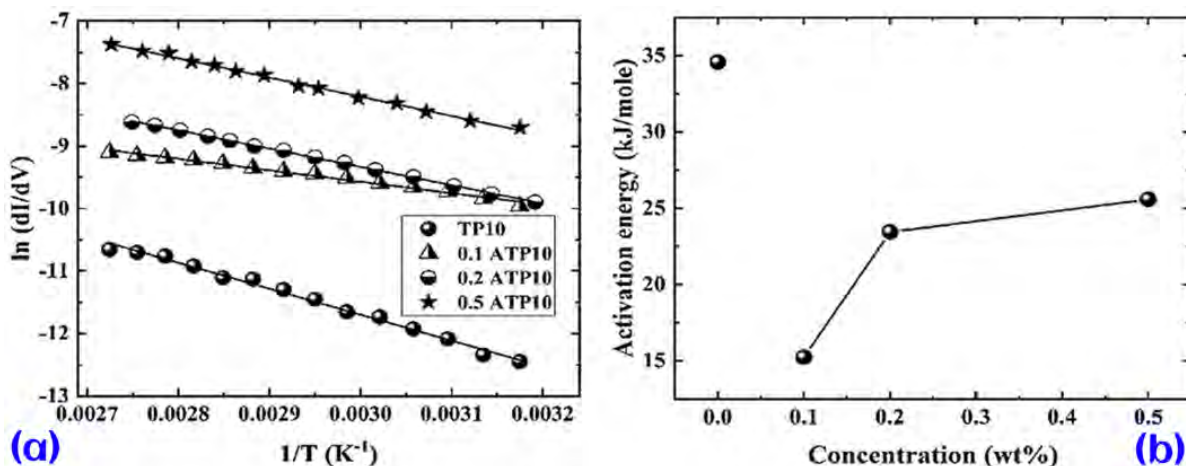 -7
-8
-9
-10
-11
-12
-13
ln (dI/dV)
TP10
0.1 ATP10
0.2 ATP10
0.5 ATP10
0.0027 0.0028 0.0029 0.0030 0.0031 0.0032
1/T (K⁻¹)
(a)
35
30
25
20
15
Activation energy (kJ/mole)
0.0 0.1 0.2 0.3 0.4 0.5
Concentration (wt%)
(b)